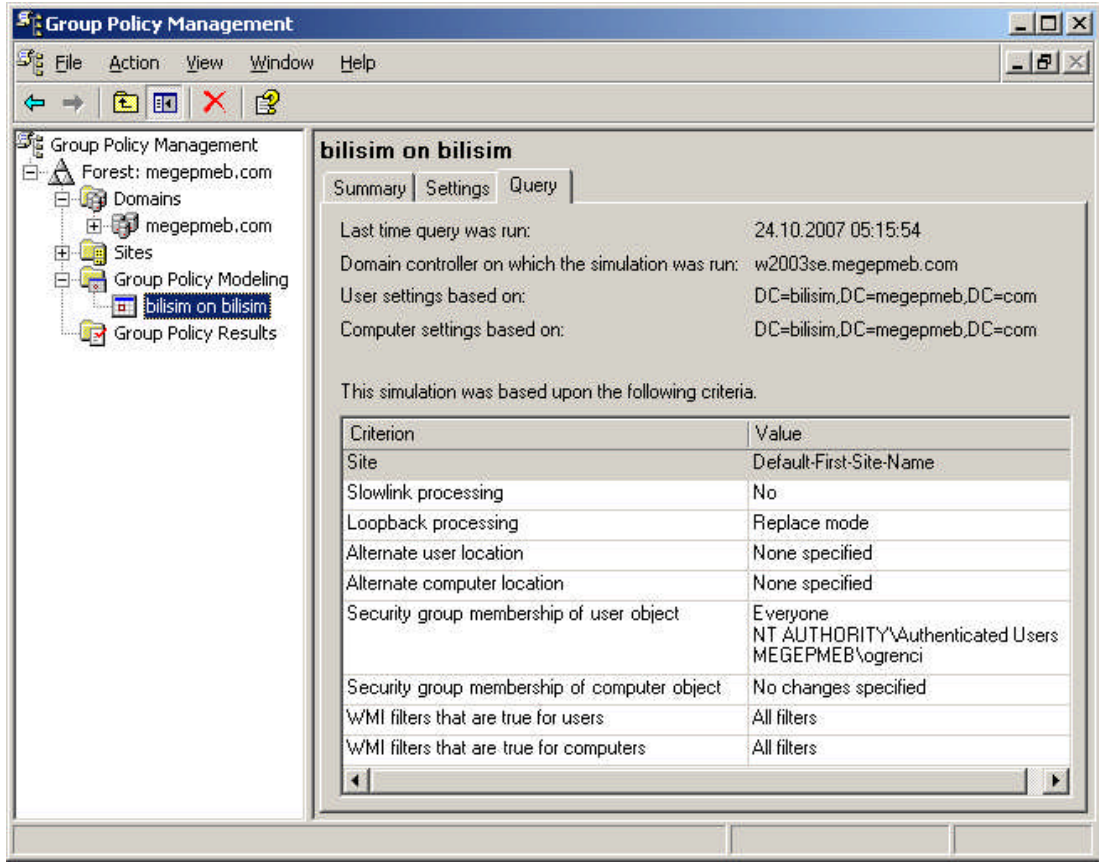 Group Policy Management
File Action View Window Help
Group Policy Management
Forest: megepmeb.com
Domains
megepmeb.com
Sites
Group Policy Modeling
bilisim on bilisim
Group Policy Results
bilisim on bilisim
Summary Settings Query
Last time query was run: 24.10.2007 05:15:54
Domain controller on which the simulation was run: w2003se.megepmeb.com
User settings based on: DC=bilisim,DC=megepmeb,DC=com
Computer settings based on: DC=bilisim,DC=megepmeb,DC=com
This simulation was based upon the following criteria.
Criterion Value
Site Default-First-Site-Name
Slowlink processing No
Loopback processing Replace mode
Alternate user location None specified
Alternate computer location None specified
Security group membership of user object Everyone
NT AUTHORITY\Authenticated Users
MEGEPMEB\ogrenci
Security group membership of computer object No changes specified
WMI filters that are true for users All filters
WMI filters that are true for computers All filters